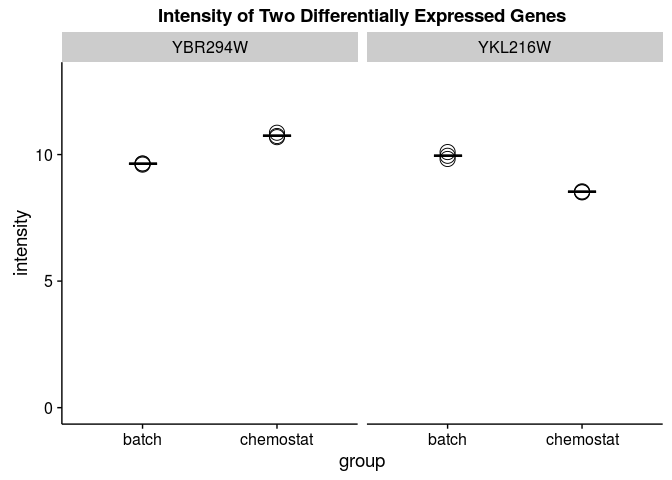 Intensity of Two Differentially Expressed Genes
YBR294W YKL216W
10
5
0
intensity
batch chemostat batch chemostat
group